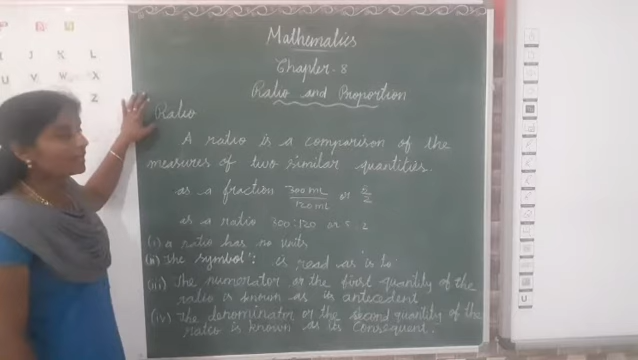 I J K L
U V W X
Z
Mathematics
Chapter - 8
Ratio and Proportion
Ratio
A ratio is a comparison of the
measures of two similar quantities.
as a fraction 300 ml / 120 ml or 5/2
as a ratio 300:120 or 5:2
(i) a ratio has no units
(ii) The symbol ': is read as 'is to'
(iii) The numerator or the first quantity of the
ratio is known as its antecedent
(iv) The denominator or the second quantity of the
ratio is known as its consequent.
U